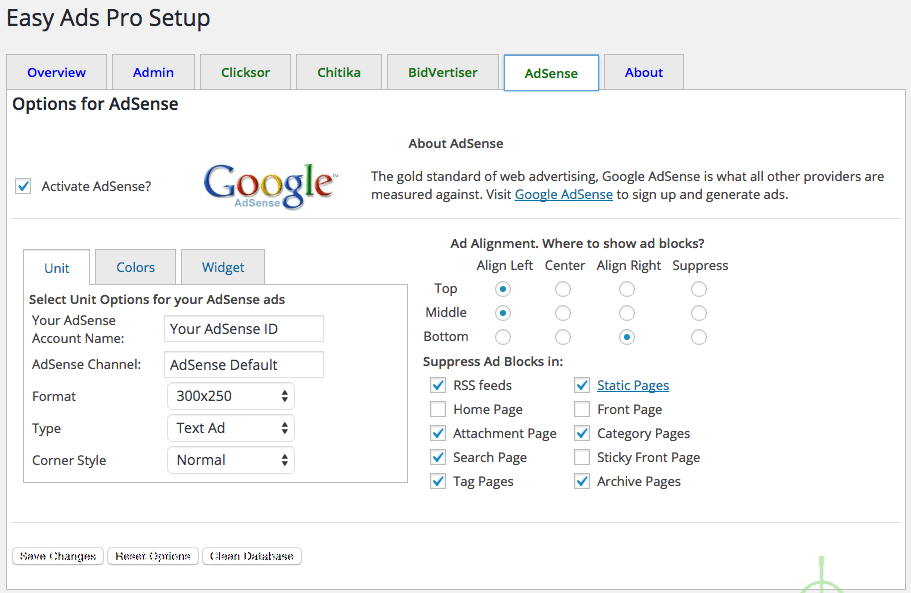 Easy Ads Pro Setup
Overview
Admin
Clicksor
Chitika
BidVertiser
AdSense
About
Options for AdSense
Activate AdSense?
Google™
AdSense
About AdSense
The gold standard of web advertising, Google AdSense is what all other providers are
measured against. Visit Google AdSense to sign up and generate ads.
Unit
Colors
Widget
Select Unit Options for your AdSense ads
Your AdSense
Account Name:
Your AdSense ID
AdSense Channel:
AdSense Default
Format
300x250
Type
Text Ad
Corner Style
Normal
Ad Alignment. Where to show ad blocks?
Align Left Center Align Right Suppress
Top
Middle
Bottom
Suppress Ad Blocks in:
RSS feeds
Static Pages
Home Page
Front Page
Attachment Page
Category Pages
Search Page
Sticky Front Page
Tag Pages
Archive Pages
Save Changes
Reset Options
Clean Database